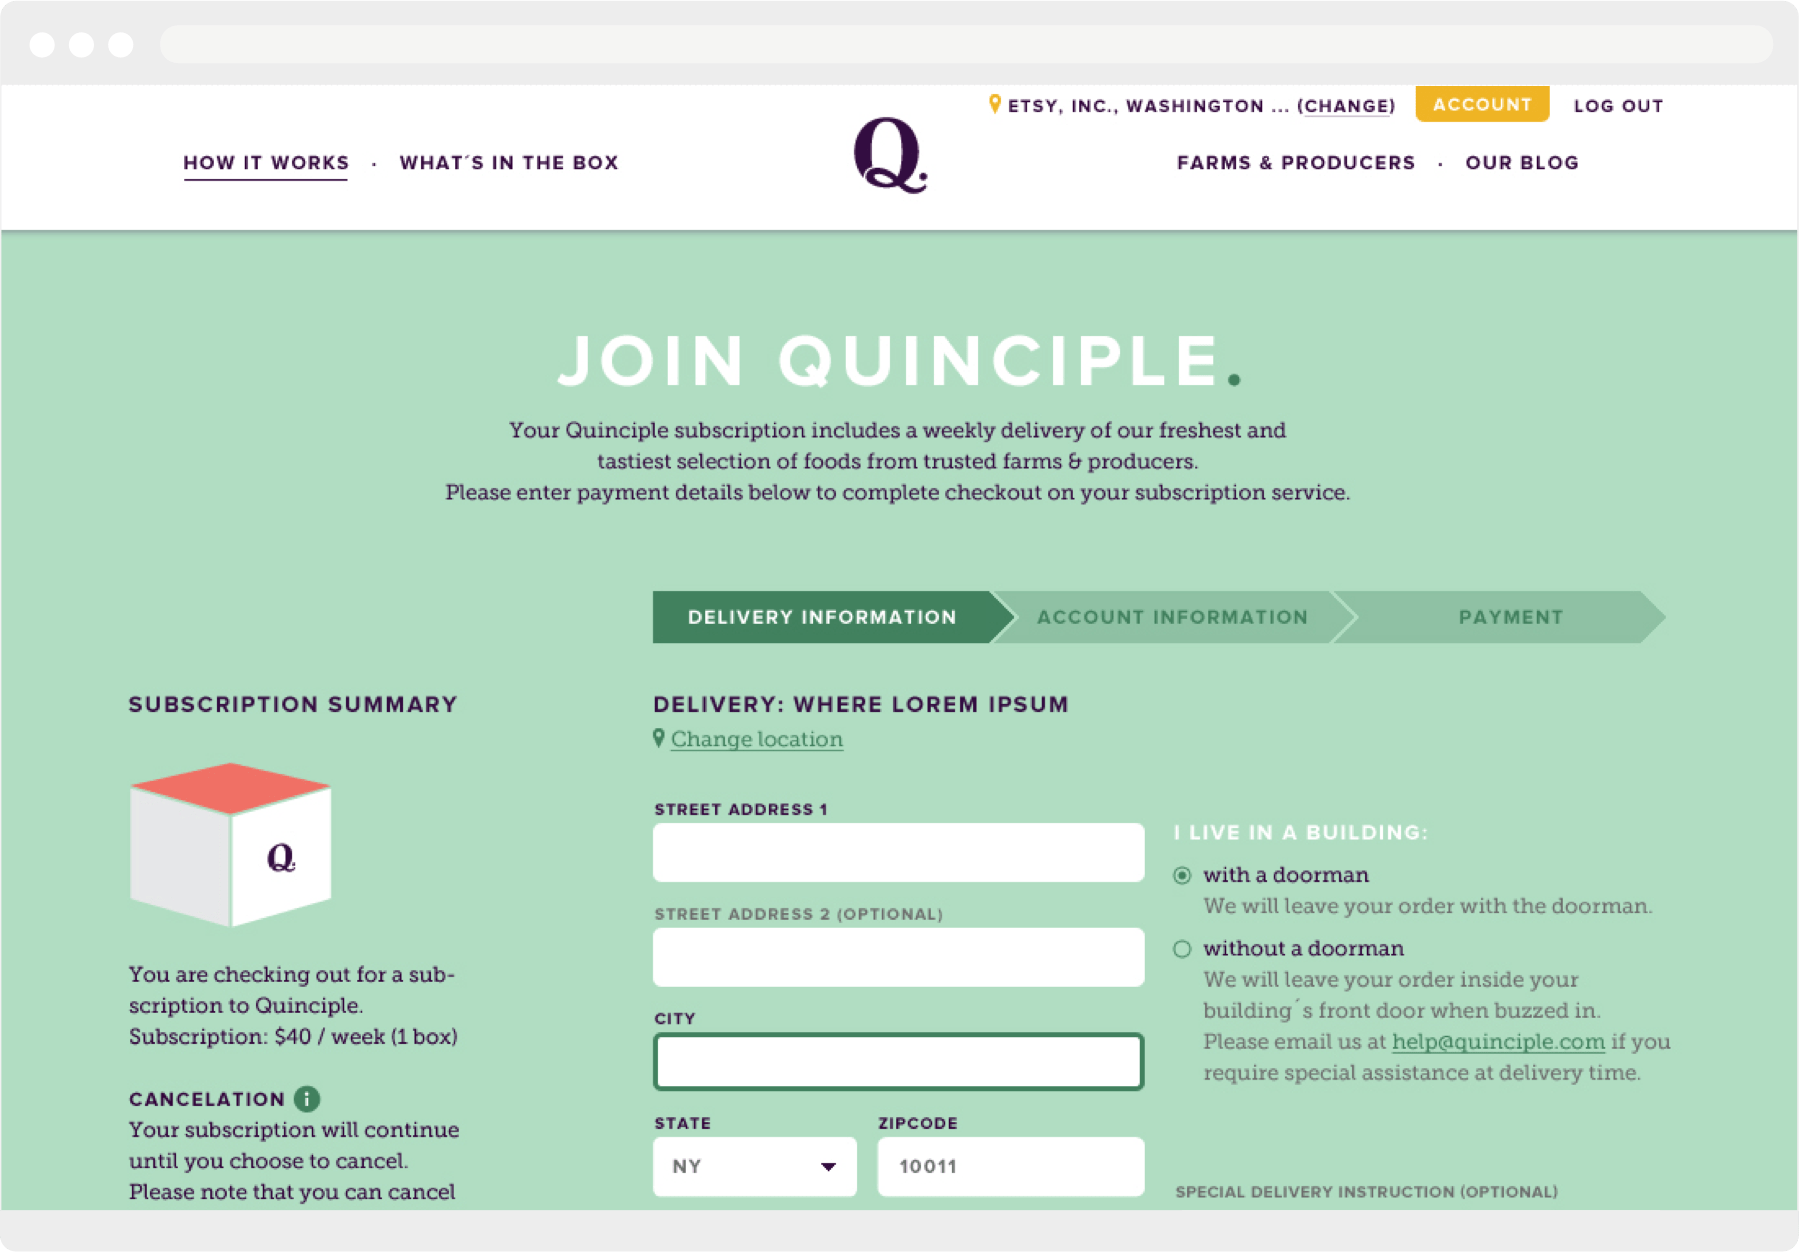 ETSY, INC., WASHINGTON ... (CHANGE)
ACCOUNT
LOG OUT
HOW IT WORKS · WHAT´S IN THE BOX
Q.
FARMS & PRODUCERS · OUR BLOG
JOIN QUINCIPLE.
Your Quinciple subscription includes a weekly delivery of our freshest and
tastiest selection of foods from trusted farms & producers.
Please enter payment details below to complete checkout on your subscription service.
DELIVERY INFORMATION
ACCOUNT INFORMATION
PAYMENT
SUBSCRIPTION SUMMARY
Q.
You are checking out for a sub-
scription to Quinciple.
Subscription: $40 / week (1 box)
CANCELATION i
Your subscription will continue
until you choose to cancel.
Please note that you can cancel
DELIVERY: WHERE LOREM IPSUM
Change location
STREET ADDRESS 1
STREET ADDRESS 2 (OPTIONAL)
CITY
STATE
NY
ZIPCODE
10011
I LIVE IN A BUILDING:
with a doorman
We will leave your order with the doorman.
without a doorman
We will leave your order inside your
building´s front door when buzzed in.
Please email us at help@quinciple.com if you
require special assistance at delivery time.
SPECIAL DELIVERY INSTRUCTION (OPTIONAL)